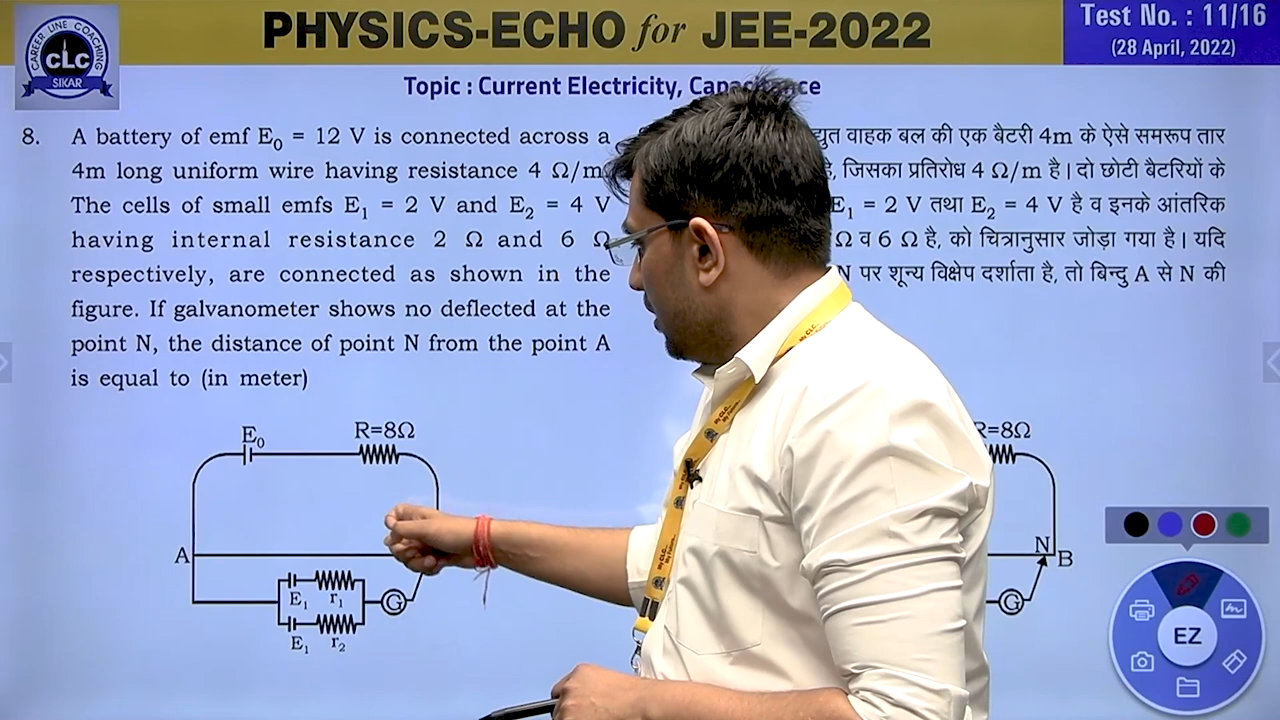 PHYSICS-ECHO for JEE-2022
Test No. : 11/16
(28 April, 2022)
CAREER LINE COACHING
CLC
SIKAR
Topic : Current Electricity,
8. A battery of emf E₀ = 12 V is connected across a
4m long uniform wire having resistance 4 Ω/m
The cells of small emfs E₁ = 2 V and E₂ = 4 V
having internal resistance 2 Ω and 6 Ω
respectively, are connected as shown in the
figure. If galvanometer shows no deflected at the
point N, the distance of point N from the point A
is equal to (in meter)
वाहक बल की एक बैटरी 4m के ऐसे समरूप तार
जिसका प्रतिरोध 4 Ω/m है। दो छोटी बैटरियों के
E₁ = 2 V तथा E₂ = 4 V है व इनके आंतरिक
Ω व 6 Ω है, को चित्रानुसार जोड़ा गया है। यदि
N पर शून्य विक्षेप दर्शाता है, तो बिन्दु A से N की
E₀
R=8Ω
A
E₁
r₁
G
E₁
r₂
R=8Ω
N
B
G
EZ